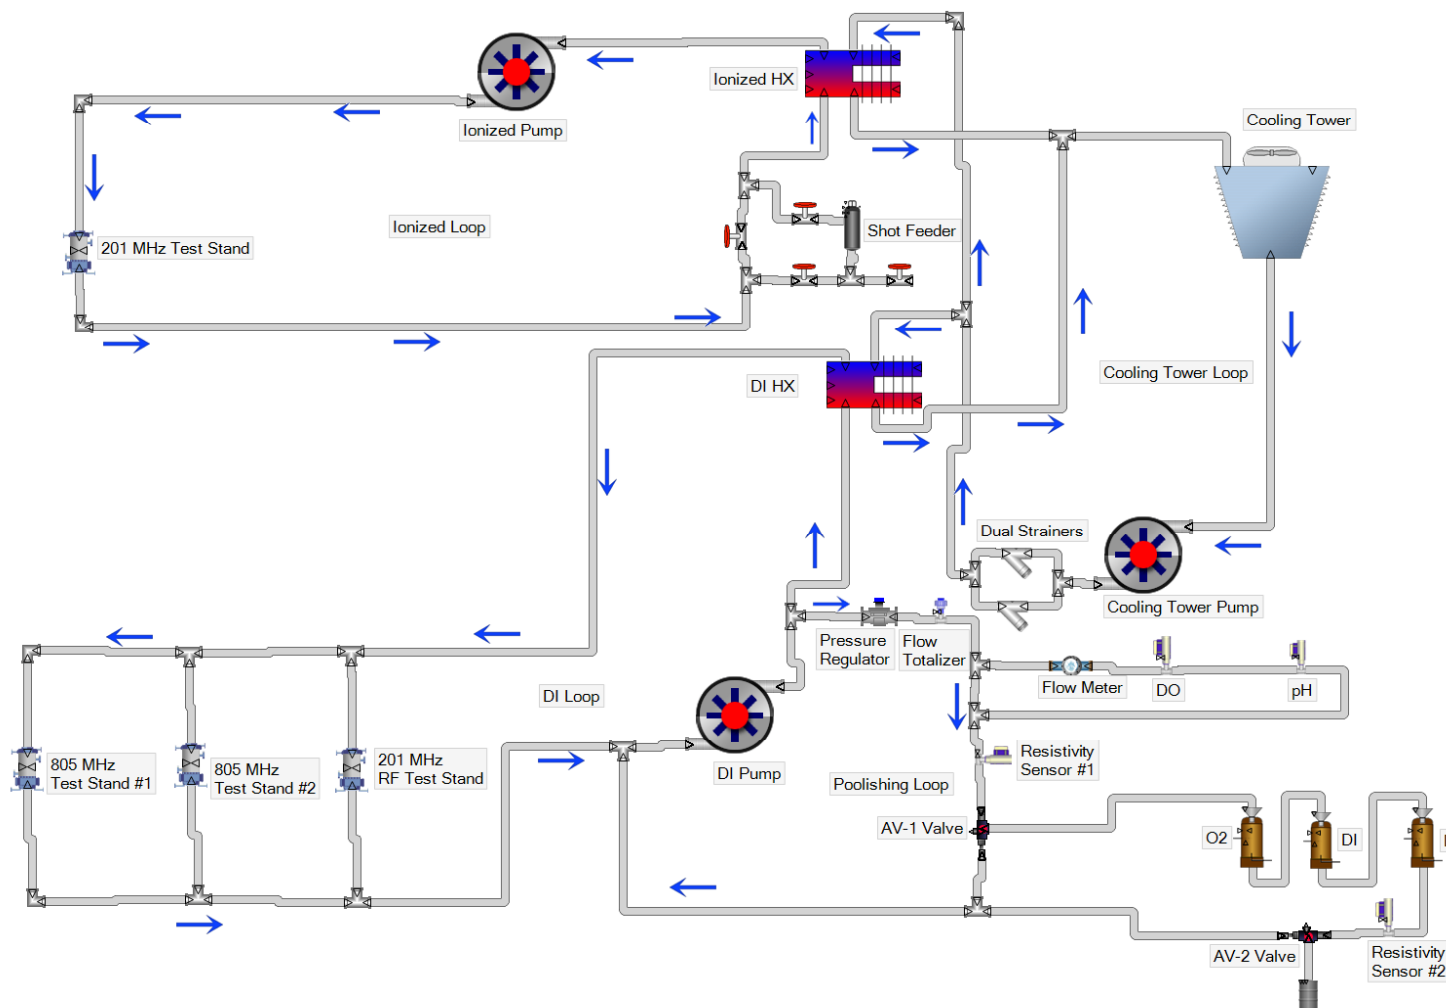 Ionized HX
Cooling Tower
Ionized Pump
Ionized Loop
Shot Feeder
201 MHz Test Stand
DI HX
Cooling Tower Loop
Dual Strainers
Cooling Tower Pump
Pressure
Regulator
Flow
Totalizer
DI Loop
Flow Meter
DO
pH
805 MHz
Test Stand #1
805 MHz
Test Stand #2
201 MHz
RF Test Stand
DI Pump
Resistivity
Sensor #1
Poolishing Loop
AV-1 Valve
O2
DI
AV-2 Valve
Resistivity
Sensor #2